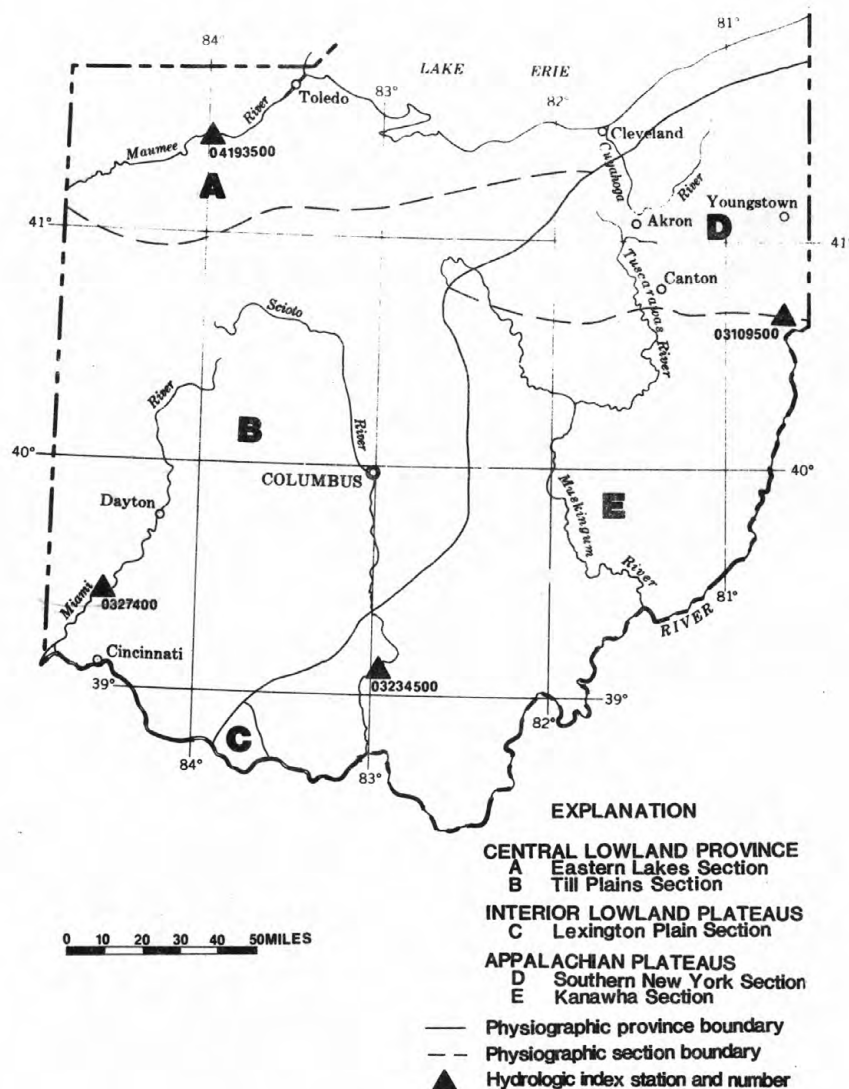 84°
81°
LAKE ERIE
83°
82°
Toledo
Maumee River
04193500
Cleveland
Cuyahoga
River
A
Youngstown
Akron
D
41°
41°
Tuscarawas River
Canton
Scioto
03109500
River
River
B
40°
40°
COLUMBUS
Dayton
E
Muskingum
River
81°
Miami
0327400
RIVER
Cincinnati
39°
03234500
39°
82°
C
84°
83°
EXPLANATION
CENTRAL LOWLAND PROVINCE
A Eastern Lakes Section
B Till Plains Section
INTERIOR LOWLAND PLATEAUS
C Lexington Plain Section
0 10 20 30 40 50 MILES
APPALACHIAN PLATEAUS
D Southern New York Section
E Kanawha Section
Physiographic province boundary
Physiographic section boundary
Hydrologic index station and number